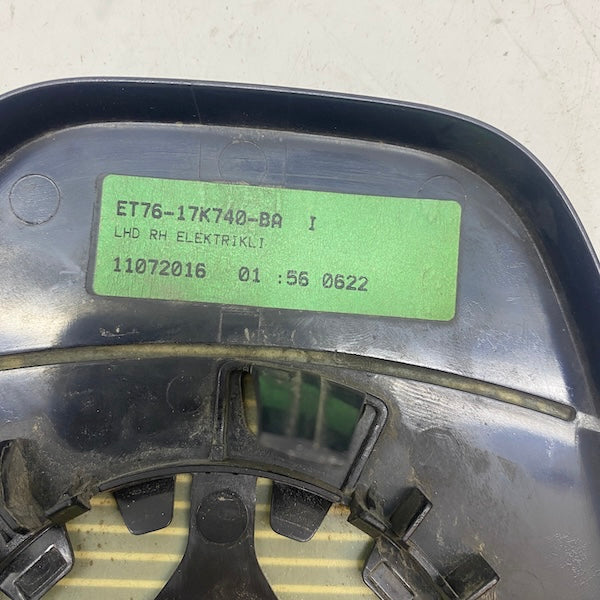 ET76-17K740-BA I
LHD RH ELEKTRIKLI
11072016 01 :56 0622